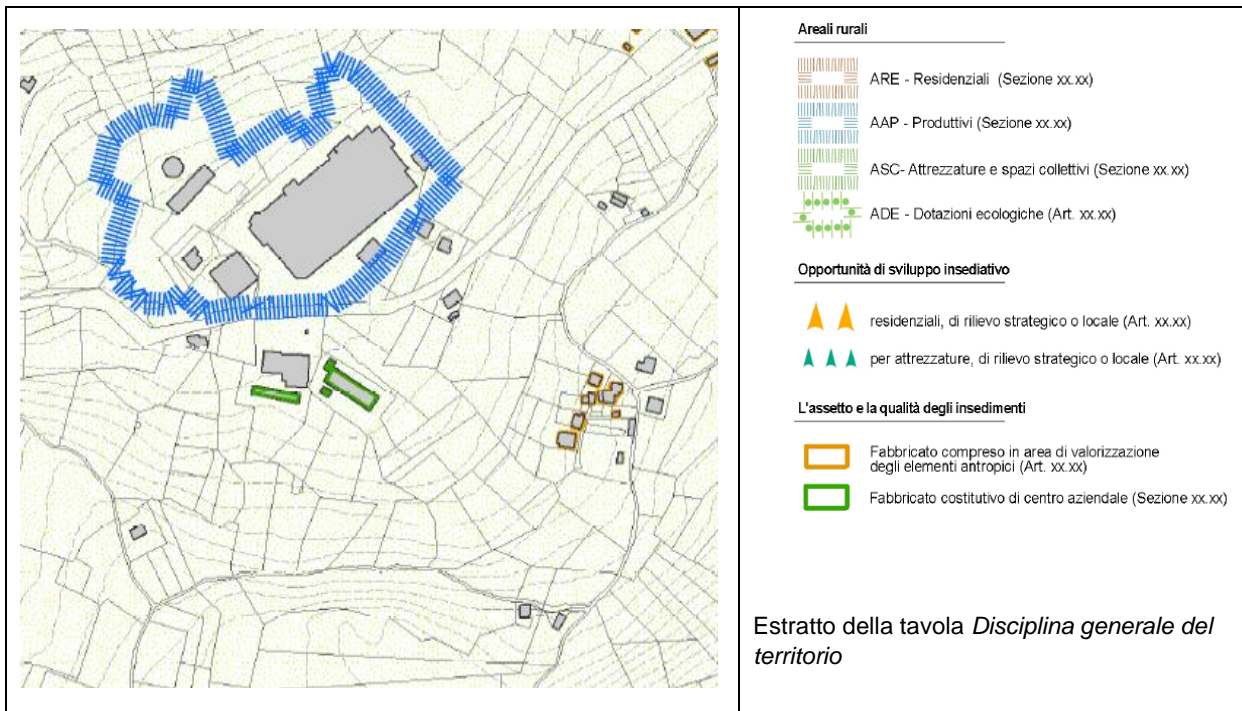 Areali rurali
ARE - Residenziali (Sezione xx.xx)
AAP - Produttivi (Sezione xx.xx)
ASC- Attrezzature e spazi collettivi (Sezione xx.xx)
ADE - Dotazioni ecologiche (Art. xx.xx)
Opportunità di sviluppo insediativo
residenziali, di rilievo strategico o locale (Art. xx.xx)
per attrezzature, di rilievo strategico o locale (Art. xx.xx)
L'assetto e la qualità degli insedimenti
Fabbricato compreso in area di valorizzazione
degli elementi antropici (Art. xx.xx)
Fabbricato costitutivo di centro aziendale (Sezione xx.xx)
Estratto della tavola Disciplina generale del
territorio